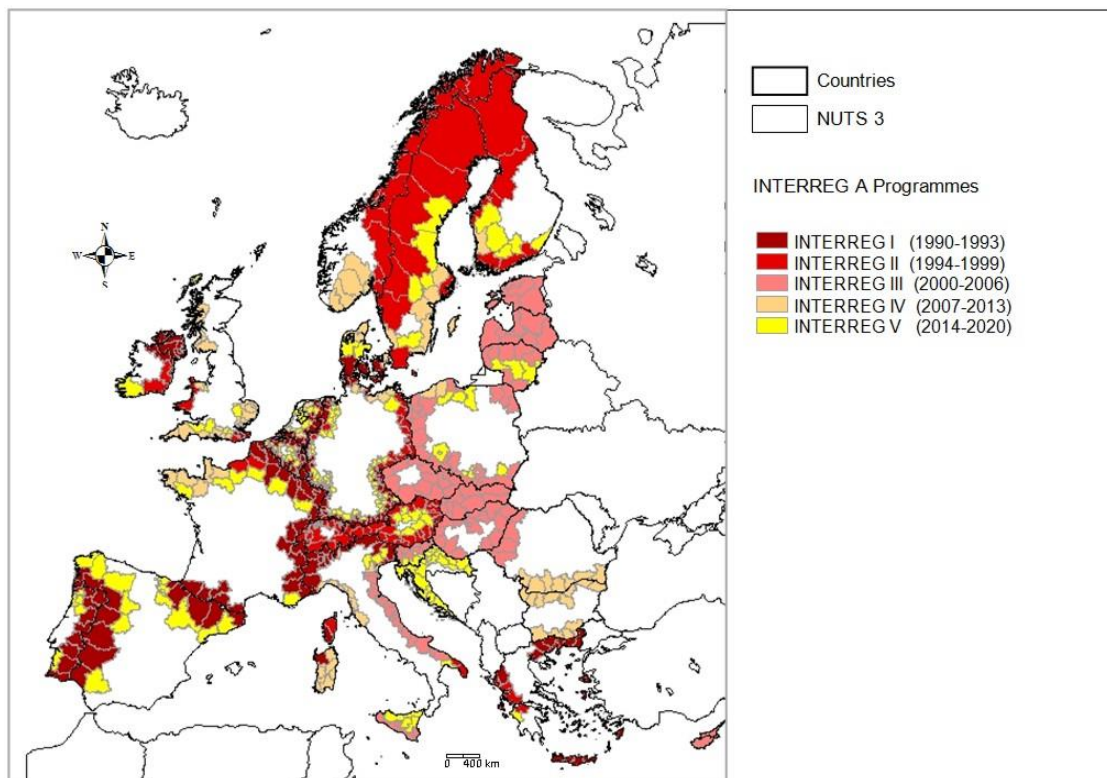 Countries
NUTS 3
INTERREG A Programmes
INTERREG I (1990-1993)
INTERREG II (1994-1999)
INTERREG III (2000-2006)
INTERREG IV (2007-2013)
INTERREG V (2014-2020)
N
W E
S
0 400 km